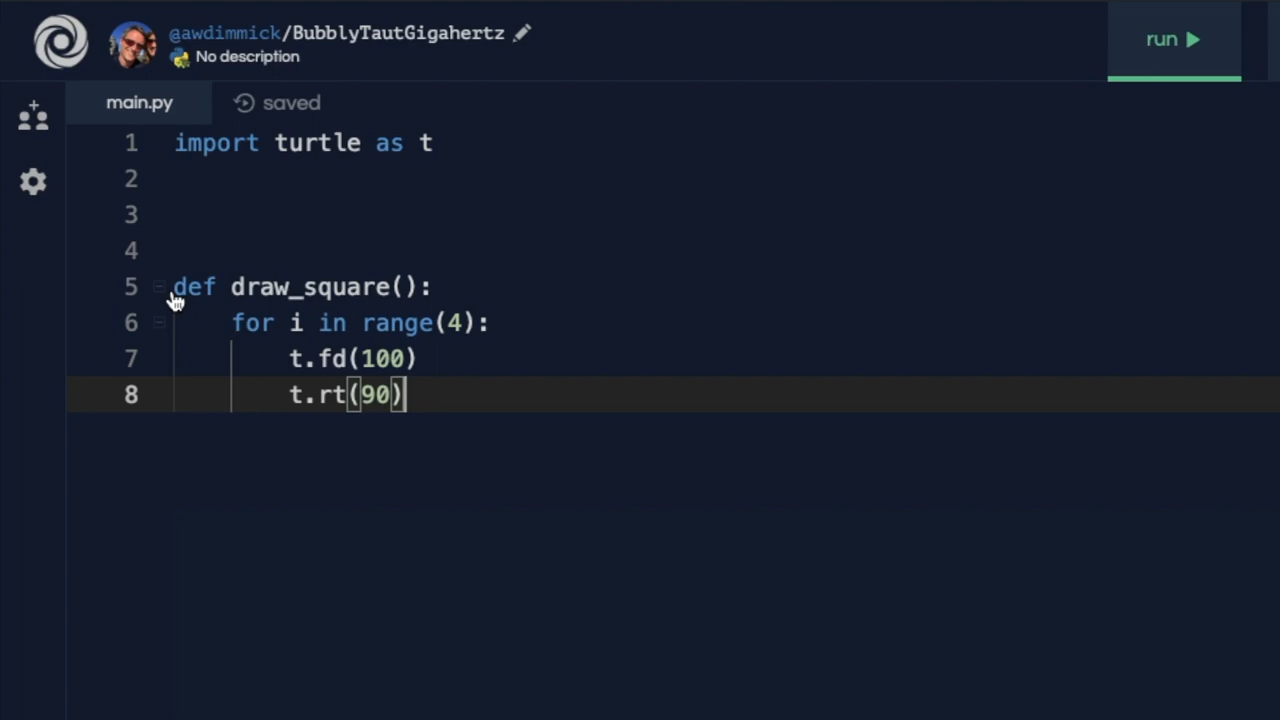 @awdimmick/BubblyTautGigahertz
No description
run
main.py saved
1 import turtle as t
2
3
4
5 def draw_square():
6     for i in range(4):
7         t.fd(100)
8         t.rt(90)